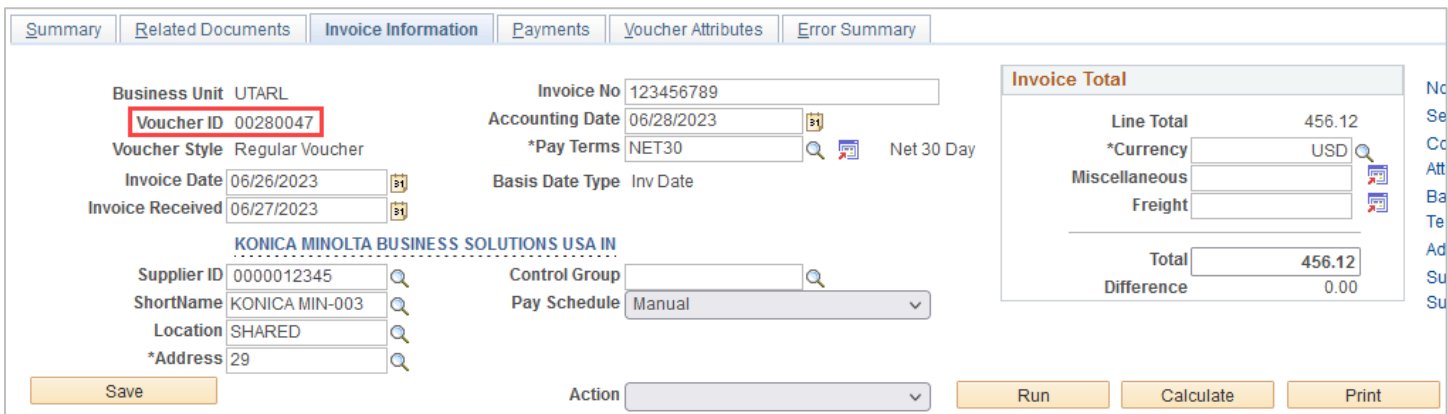 Summary Related Documents Invoice Information Payments Voucher Attributes Error Summary
Business Unit UTARL
Voucher ID 00280047
Voucher Style Regular Voucher
Invoice Date 06/26/2023
Invoice Received 06/27/2023
Invoice No 123456789
Accounting Date 06/28/2023
*Pay Terms NET30 Net 30 Day
Basis Date Type Inv Date
KONICA MINOLTA BUSINESS SOLUTIONS USA IN
Supplier ID 0000012345
ShortName KONICA MIN-003
Location SHARED
*Address 29
Control Group
Pay Schedule Manual
Invoice Total
Line Total 456.12
*Currency USD
Miscellaneous
Freight
Total 456.12
Difference 0.00
Save
Action
Run Calculate Print